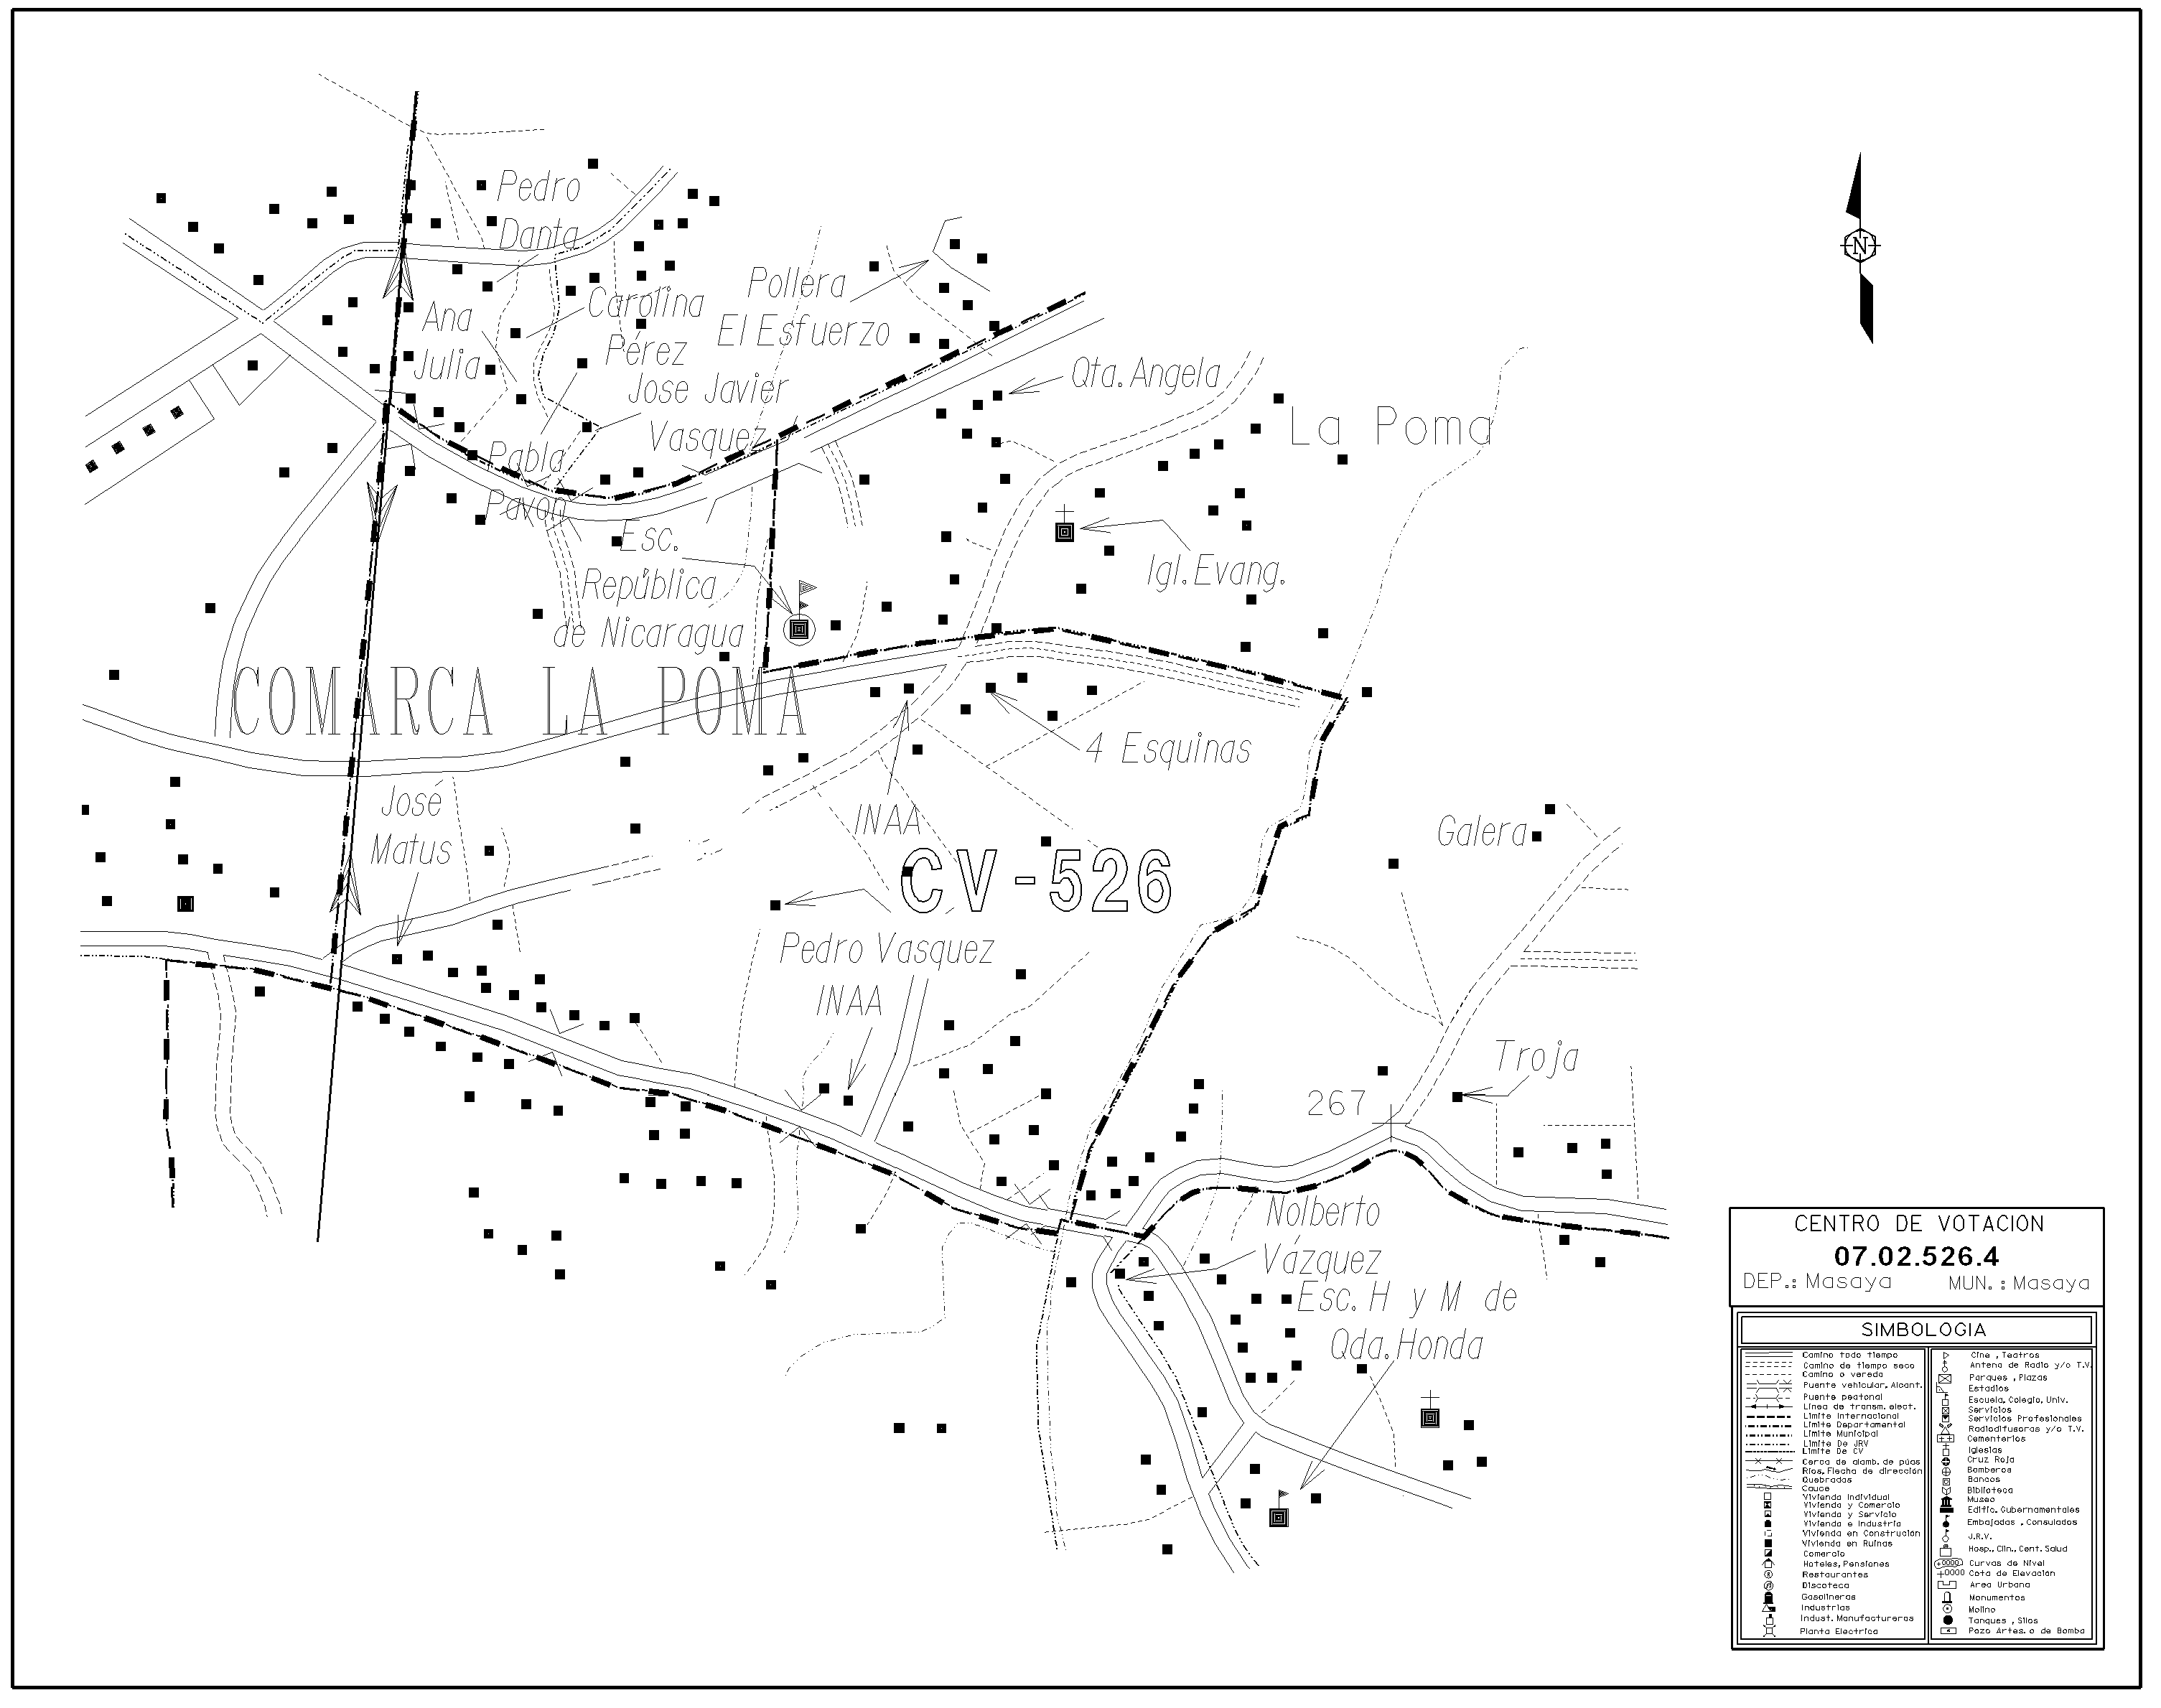 Pedro
Danta
N
Ana
Julia
Carolina
Pérez
Pollera
El Esfuerzo
Jose Javier
Vasquez
Qta. Angela
La Poma
Pabla
Pavon
Esc.
República
de Nicaragua
Igl. Evang.
COMARCA LA POMA
4 Esquinas
INAA
José
Matus
CV-526
Galera
Pedro Vasquez
INAA
Troja
267
Nolberto
Vázquez
Esc. H y M de
Qda. Honda
CENTRO DE VOTACION
07.02.526.4
DEP.: Masaya MUN.: Masaya
SIMBOLOGIA
Camino todo tiempo
Camino de tiempo seco
Camino o vereda
Puente vehicular, Alcant.
Puente peatonal
Linea de transm. elect.
Limite Internacional
Limite Departamental
Limite Municipal
Limite De JRV
Limite De CV
Cerca de alamb. de púas
Rios, Flecha de dirección
Quebradas
Cauce
Vivienda Individual
Vivienda y Comercio
Vivienda y Servicio
Vivienda e Industria
Vivienda en Construción
Vivienda en Ruinas
Comercio
Hoteles, Pensiones
Restaurantes
Discoteca
Gasolineras
Industrias
Indust. Manufactureras
Planta Electrica
Cine , Teatros
Antena de Radio y/o T.V.
Parques , Plazas
Estadios
Escuela, Colegio, Univ.
Servicios
Servicios Profesionales
Radiodifusoras y/o T.V.
Cementerios
Iglesias
Cruz Roja
Bomberos
Bancos
Biblioteca
Museo
Edific. Gubernamentales
Embajadas , Consulados
J.R.V.
Hosp., Clin., Cent. Salud
Curvas de Nivel
+0000 Cota de Elevación
Area Urbana
Monumentos
Molino
Tanques , Silos
Pozo Artes. o de Bomba